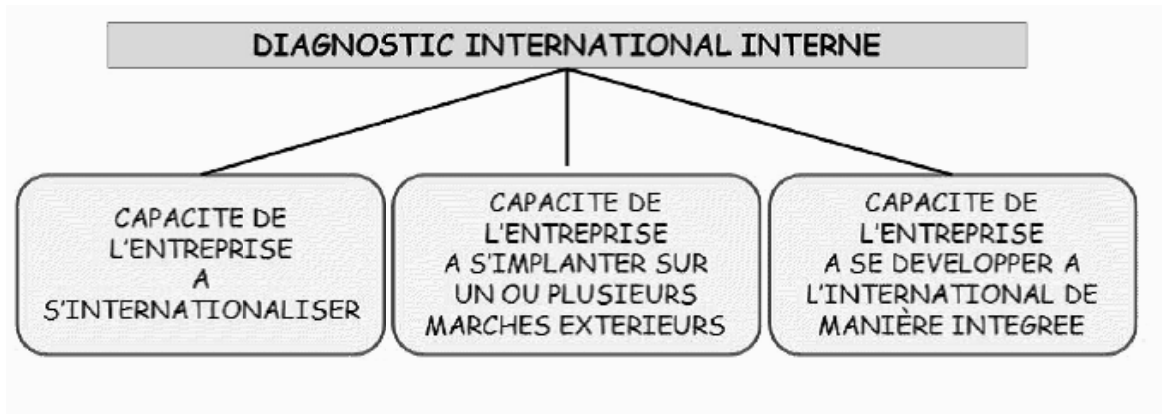 DIAGNOSTIC INTERNATIONAL INTERNE
CAPACITE DE
L'ENTREPRISE
A
S'INTERNATIONALISER
CAPACITE DE
L'ENTREPRISE
A S'IMPLANTER SUR
UN OU PLUSIEURS
MARCHES EXTERIEURS
CAPACITE DE
L'ENTREPRISE
A SE DEVELOPPER A
L'INTERNATIONAL DE
MANIÈRE INTEGREE